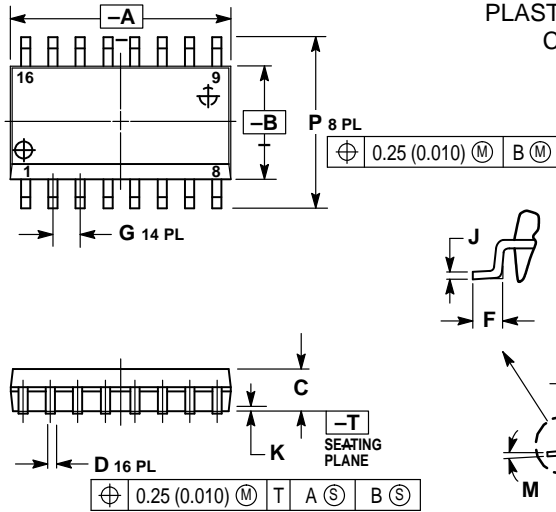 –A
PLAST
16
9
–B
P 8 PL
⌖ 0.25 (0.010) Ⓜ B Ⓜ
1
8
G 14 PL
J
F
C
–T
SEATING
PLANE
K
D 16 PL
M
⌖ 0.25 (0.010) Ⓜ T A Ⓢ B Ⓢ